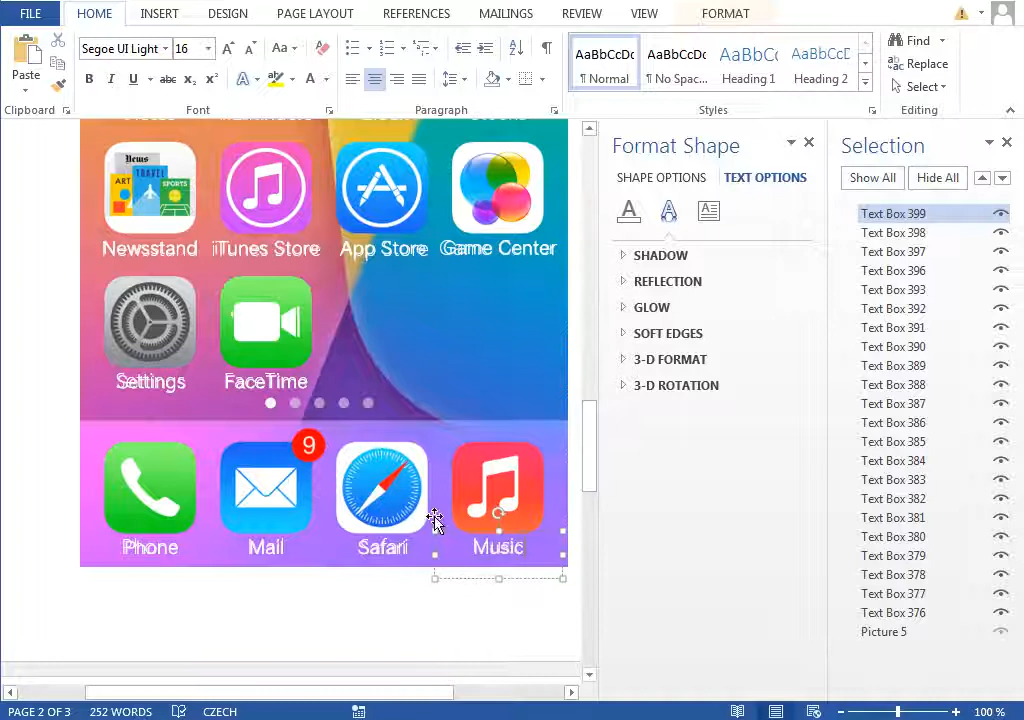 FILE HOME INSERT DESIGN PAGE LAYOUT REFERENCES MAILINGS REVIEW VIEW FORMAT
Paste
Segoe UI Light 16 Aa
B I U abc x₂ x² A A
AaBbCcDc AaBbCcDc AaBbCc AaBbCcD
¶ Normal ¶ No Spac... Heading 1 Heading 2
Find
Replace
Select
Clipboard Font Paragraph Styles Editing
News
TRAVEL
ART
SPORTS
Newsstand iTunes Store App Store Game Center
Settings FaceTime
9
Phone Mail Safari Music
Format Shape
SHAPE OPTIONS TEXT OPTIONS
SHADOW
REFLECTION
GLOW
SOFT EDGES
3-D FORMAT
3-D ROTATION
Selection
Show All Hide All
Text Box 399
Text Box 398
Text Box 397
Text Box 396
Text Box 393
Text Box 392
Text Box 391
Text Box 390
Text Box 389
Text Box 388
Text Box 387
Text Box 386
Text Box 385
Text Box 384
Text Box 383
Text Box 382
Text Box 381
Text Box 380
Text Box 379
Text Box 378
Text Box 377
Text Box 376
Picture 5
PAGE 2 OF 3 252 WORDS CZECH 100 %